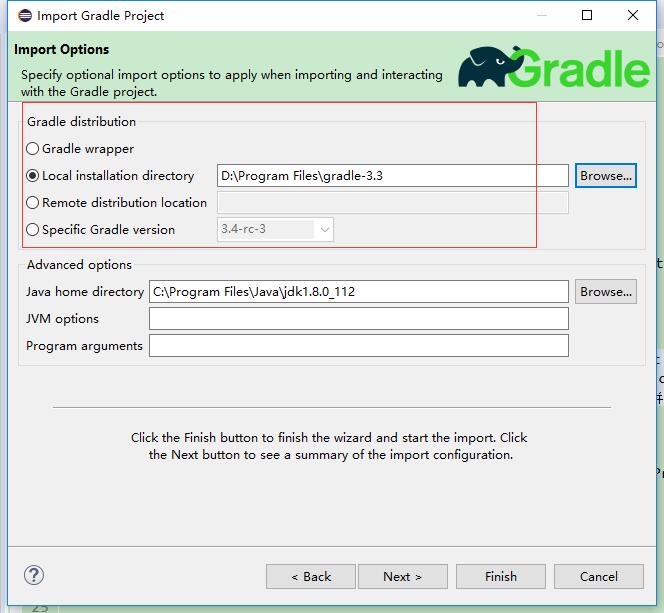 Import Gradle Project
Import Options
Specify optional import options to apply when importing and interacting
with the Gradle project.
Gradle
Gradle distribution
Gradle wrapper
Local installation directory D:\Program Files\gradle-3.3 Browse...
Remote distribution location
Specific Gradle version 3.4-rc-3
Advanced options
Java home directory C:\Program Files\Java\jdk1.8.0_112 Browse...
JVM options
Program arguments
Click the Finish button to finish the wizard and start the import. Click
the Next button to see a summary of the import configuration.
? < Back Next > Finish Cancel
25